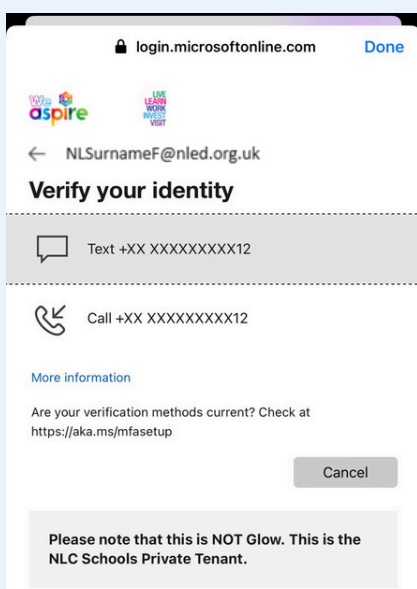 login.microsoftonline.com
Done
We
aspire
LIVE
LEARN
WORK
INVEST
VISIT
NLSurnameF@nled.org.uk
Verify your identity
Text +XX XXXXXXXXX12
Call +XX XXXXXXXXX12
More information
Are your verification methods current? Check at
https://aka.ms/mfasetup
Cancel
Please note that this is NOT Glow. This is the
NLC Schools Private Tenant.